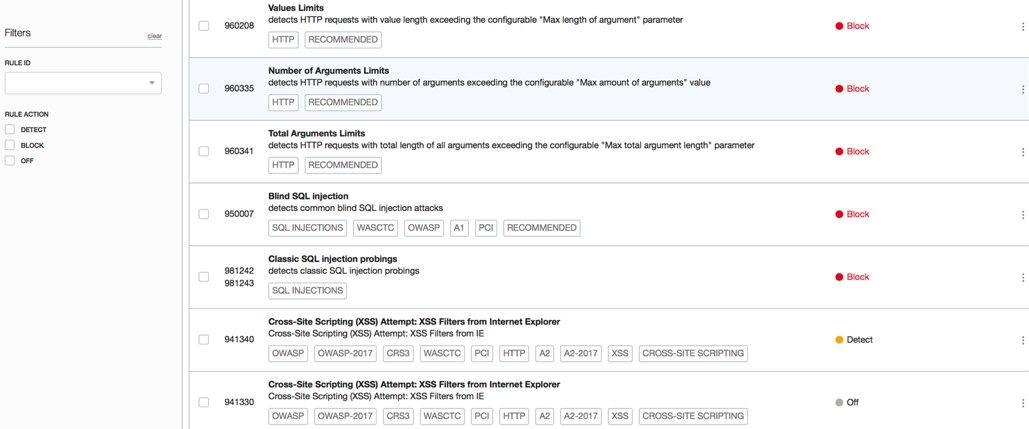 Filters
clear
RULE ID
RULE ACTION
DETECT
BLOCK
OFF
Values Limits
960208
detects HTTP requests with value length exceeding the configurable "Max length of argument" parameter
Block
HTTP RECOMMENDED
Number of Arguments Limits
960335
detects HTTP requests with number of arguments exceeding the configurable "Max amount of arguments" value
Block
HTTP RECOMMENDED
Total Arguments Limits
960341
detects HTTP requests with total length of all arguments exceeding the configurable "Max total argument length" parameter
Block
HTTP RECOMMENDED
Blind SQL injection
950007
detects common blind SQL injection attacks
Block
SQL INJECTIONS WASCTC OWASP A1 PCI RECOMMENDED
Classic SQL injection probings
981242
981243
detects classic SQL injection probings
Block
SQL INJECTIONS
Cross-Site Scripting (XSS) Attempt: XSS Filters from Internet Explorer
941340
Cross-Site Scripting (XSS) Attempt: XSS Filters from IE
Detect
OWASP OWASP-2017 CRS3 WASCTC PCI HTTP A2 A2-2017 XSS CROSS-SITE SCRIPTING
Cross-Site Scripting (XSS) Attempt: XSS Filters from Internet Explorer
941330
Cross-Site Scripting (XSS) Attempt: XSS Filters from IE
Off
OWASP OWASP-2017 CRS3 WASCTC PCI HTTP A2 A2-2017 XSS CROSS-SITE SCRIPTING